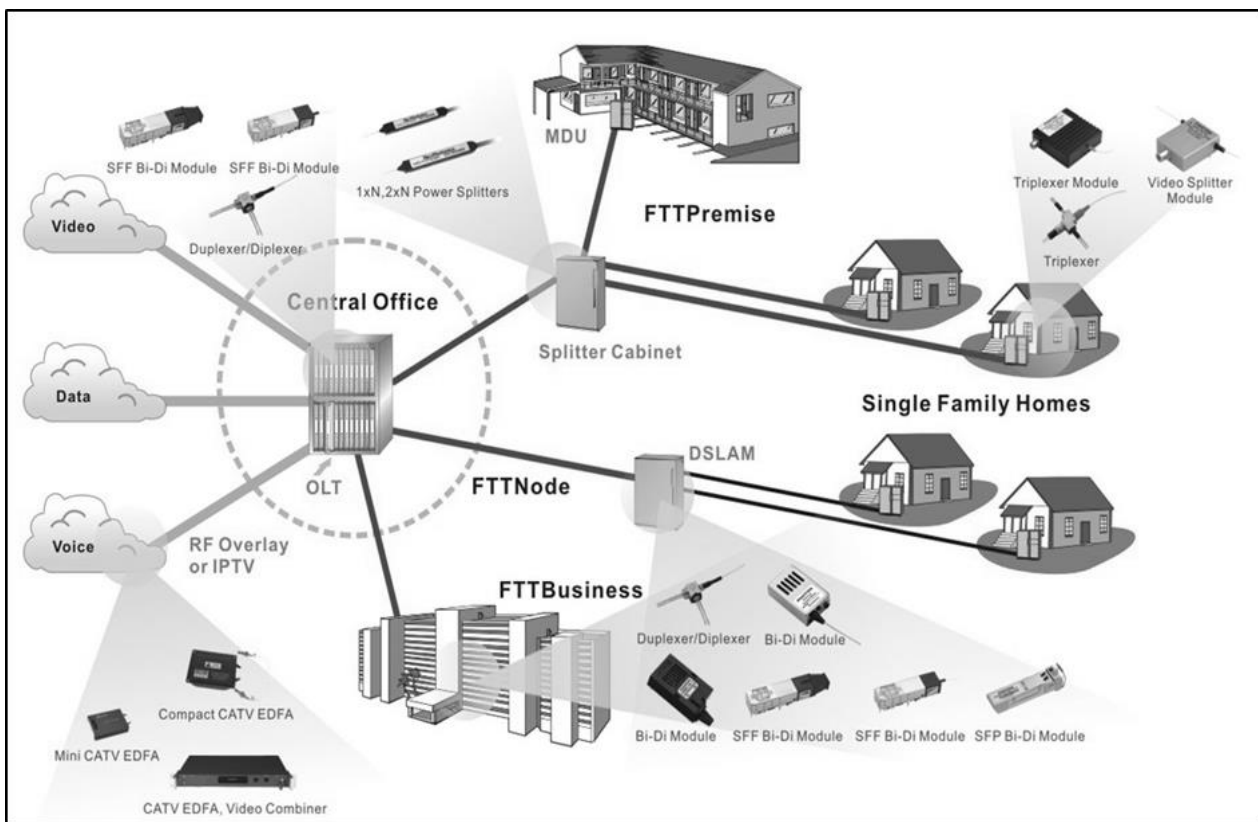 MDU
SFF Bi-Di Module
SFF Bi-Di Module
1xN,2xN Power Splitters
Triplexer Module
Video Splitter
Module
Video
Duplexer/Diplexer
FTTPremise
Triplexer
Central Office
Splitter Cabinet
Data
Single Family Homes
OLT
DSLAM
FTTNode
Voice
RF Overlay
or IPTV
FTTBusiness
Duplexer/Diplexer
Bi-Di Module
Compact CATV EDFA
Bi-Di Module
SFF Bi-Di Module
SFF Bi-Di Module
SFP Bi-Di Module
Mini CATV EDFA
CATV EDFA, Video Combiner